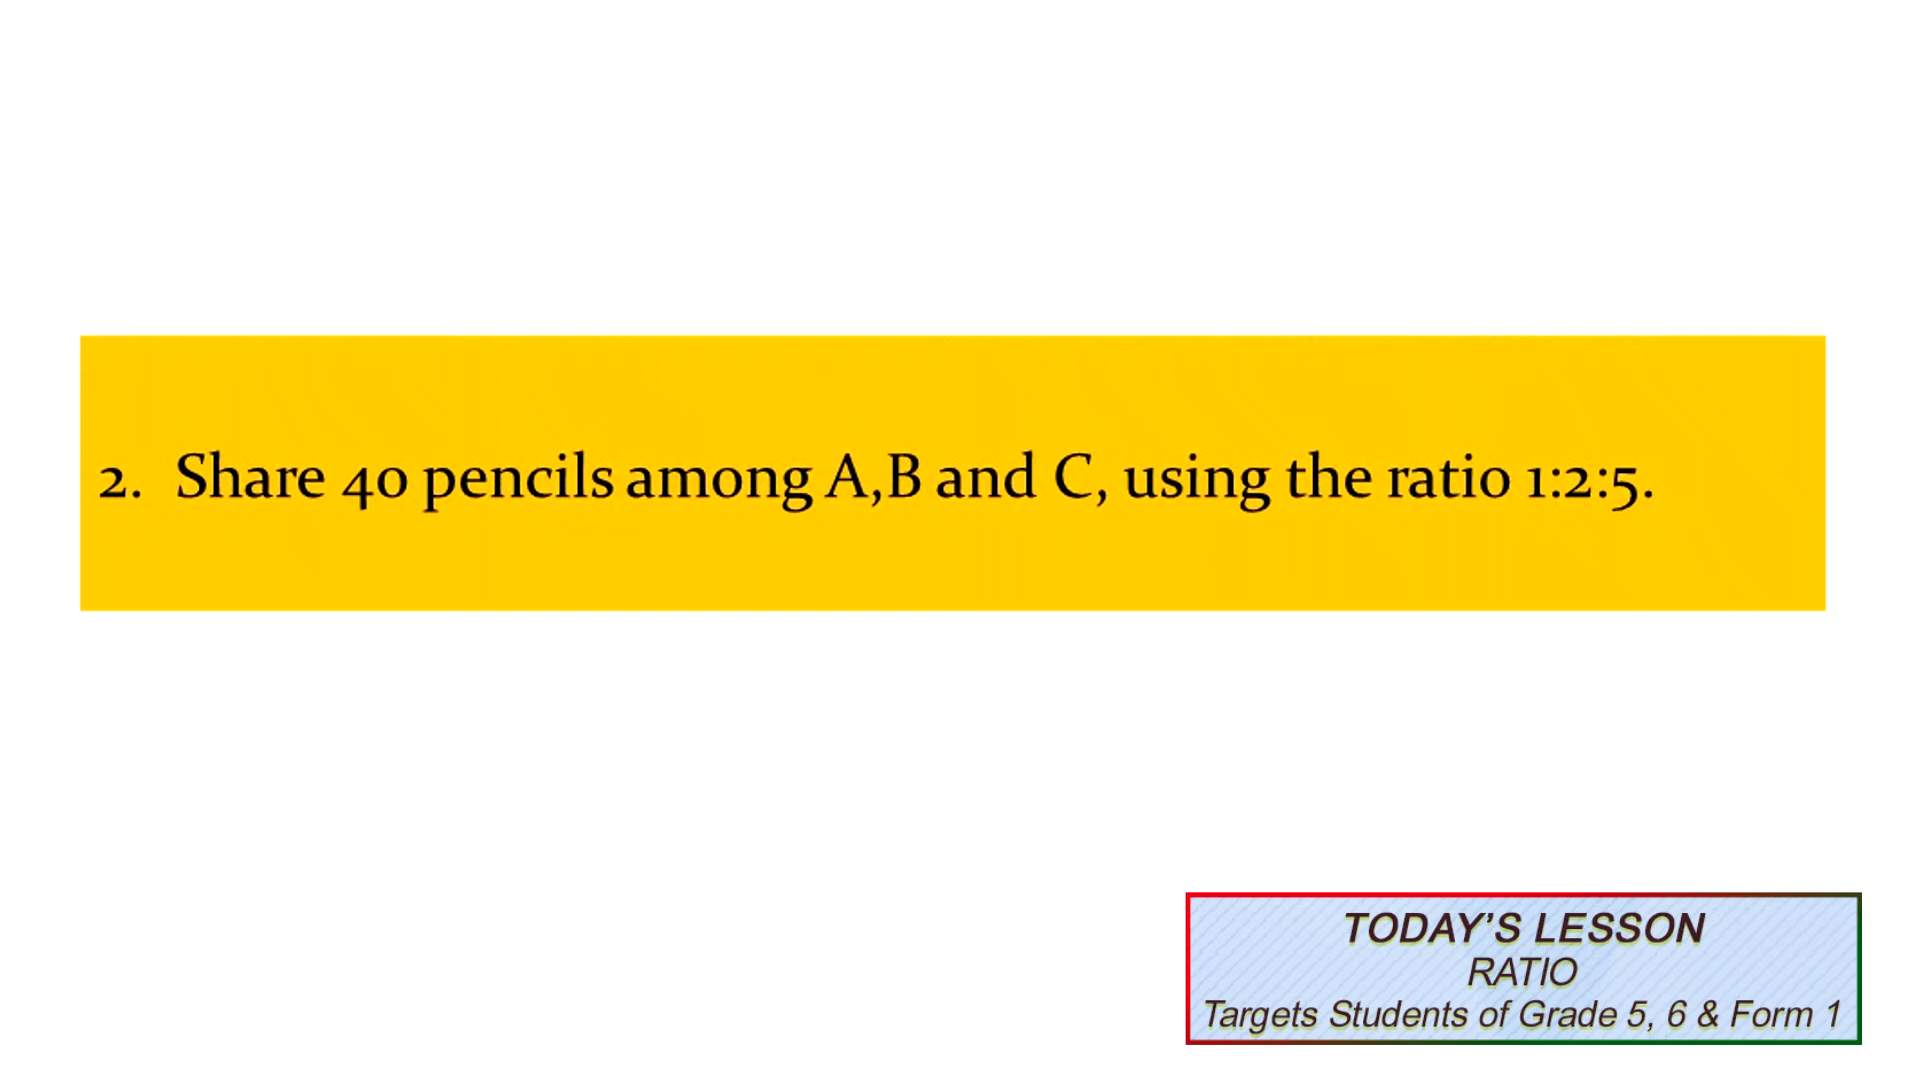 2. Share 40 pencils among A,B and C, using the ratio 1:2:5.
TODAY’S LESSON
RATIO
Targets Students of Grade 5, 6 & Form 1